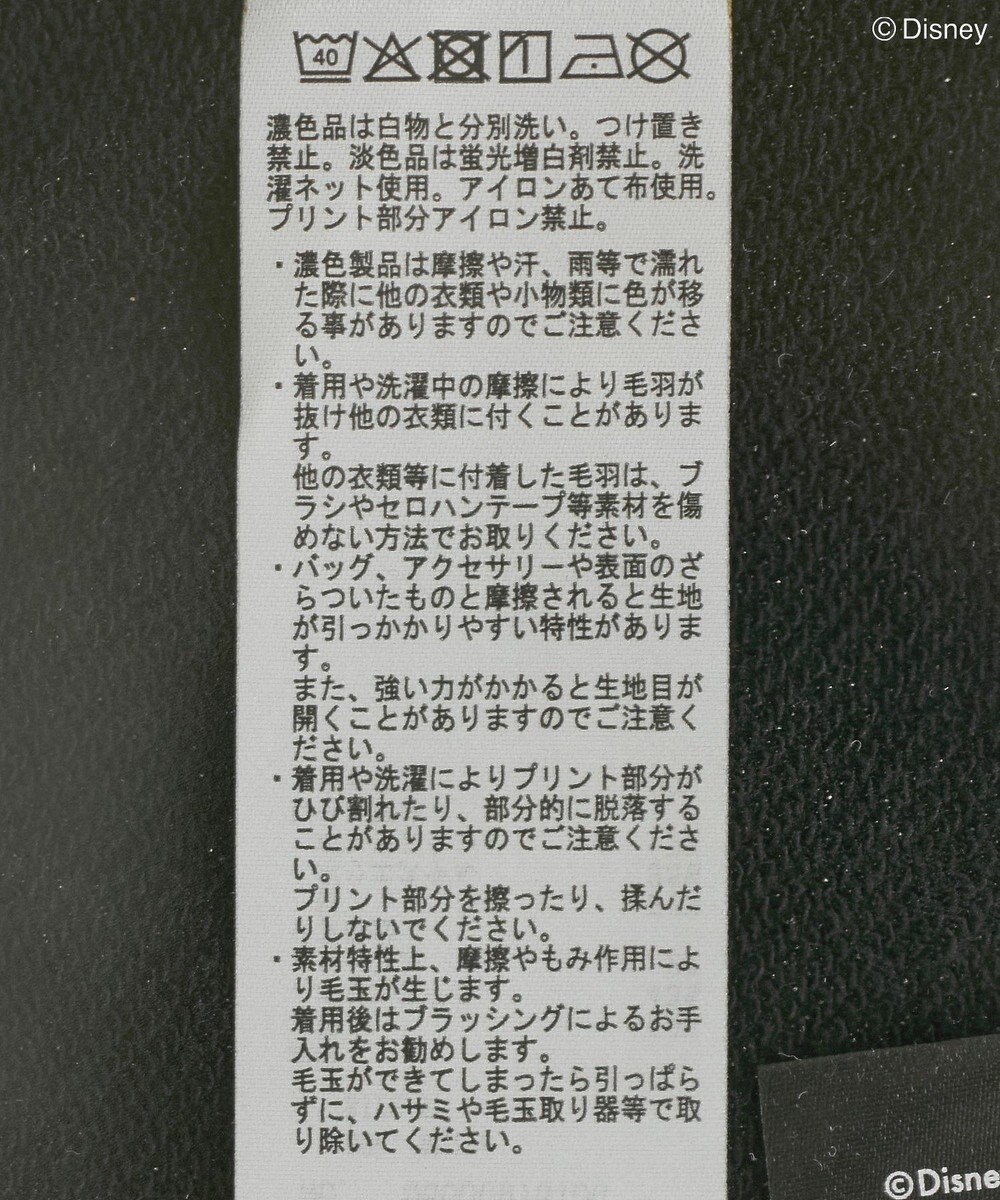 © Disney
40
濃色品は白物と分別洗い。つけ置き
禁止。淡色品は蛍光増白剤禁止。洗
濯ネット使用。アイロンあて布使用。
プリント部分アイロン禁止。
・濃色製品は摩擦や汗、雨等で濡れ
た際に他の衣類や小物類に色が移
る事がありますのでご注意くださ
い。
・着用や洗濯中の摩擦により毛羽が
抜け他の衣類に付くことがありま
す。
他の衣類等に付着した毛羽は、ブ
ラシやセロハンテープ等素材を傷
めない方法でお取りください。
・バッグ、アクセサリーや表面のざ
らついたものと摩擦されると生地
が引っかかりやすい特性がありま
す。
また、強い力がかかると生地目が
開くことがありますのでご注意く
ださい。
・着用や洗濯によりプリント部分が
ひび割れたり、部分的に脱落する
ことがありますのでご注意くださ
い。
プリント部分を擦ったり、揉んだ
りしないでください。
・素材特性上、摩擦やもみ作用によ
り毛玉が生じます。
着用後はブラッシングによるお手
入れをお勧めします。
毛玉ができてしまったら引っぱら
ずに、ハサミや毛玉取り器等で取
り除いてください。
©Disne